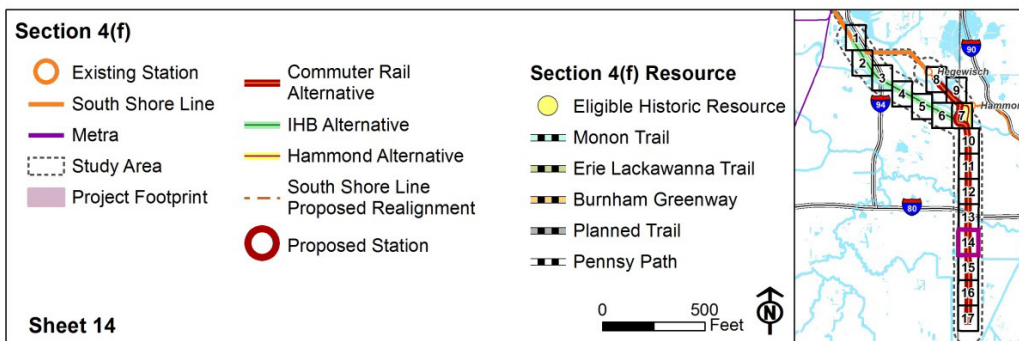 Section 4(f)
Existing Station
South Shore Line
Metra
Study Area
Project Footprint
Commuter Rail
Alternative
IHB Alternative
Hammond Alternative
South Shore Line
Proposed Realignment
Proposed Station
Section 4(f) Resource
Eligible Historic Resource
Monon Trail
Erie Lackawanna Trail
Burnham Greenway
Planned Trail
Pennsy Path
0 500
Feet
N
Sheet 14
1
90
2
Hegewisch
3
8
94
4
9
5
Hammon
6
7
10
11
12
80
13
14
15
16
17